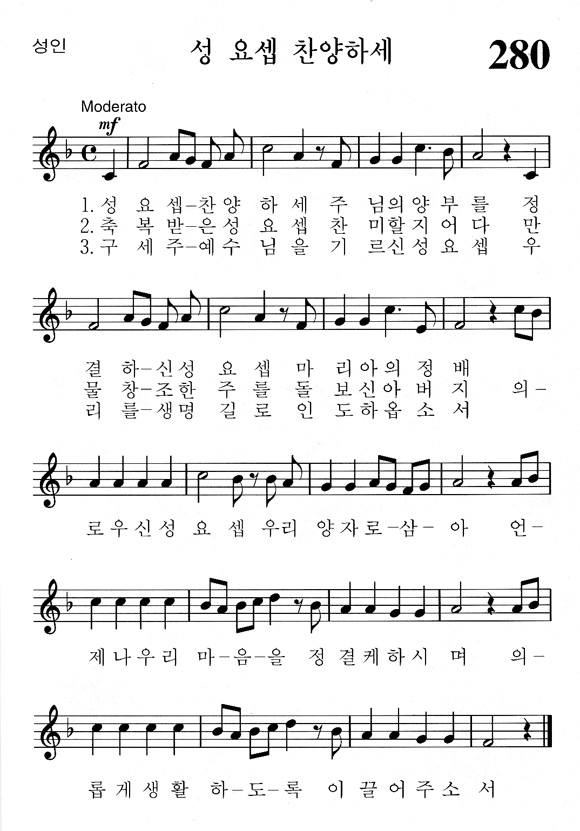 성인
성 요셉 찬양하세
280
Moderato
mf
1. 성 요 셉-찬 양 하 세 주 님의양 부 를 정
2. 축 복 받-은성 요 셉 찬 미할지 어 다 만
3. 구 세 주-예수 님 을 기 르신성 요 셉 우
결 하-신성 요 셉 마 리아의 정 배
물 창-조한 주 를 돌 보신아 버 지 의-
리 를-생명 길 로 인 도하옵 소 서
로 우 신 성 요 셉 우리 양 자 로-삼- 아 언-
제 나 우 리 마-음-을 정 결 케 하 시 며 의-
롭 게 생 활 하-도-록 이 끌 어 주 소 서